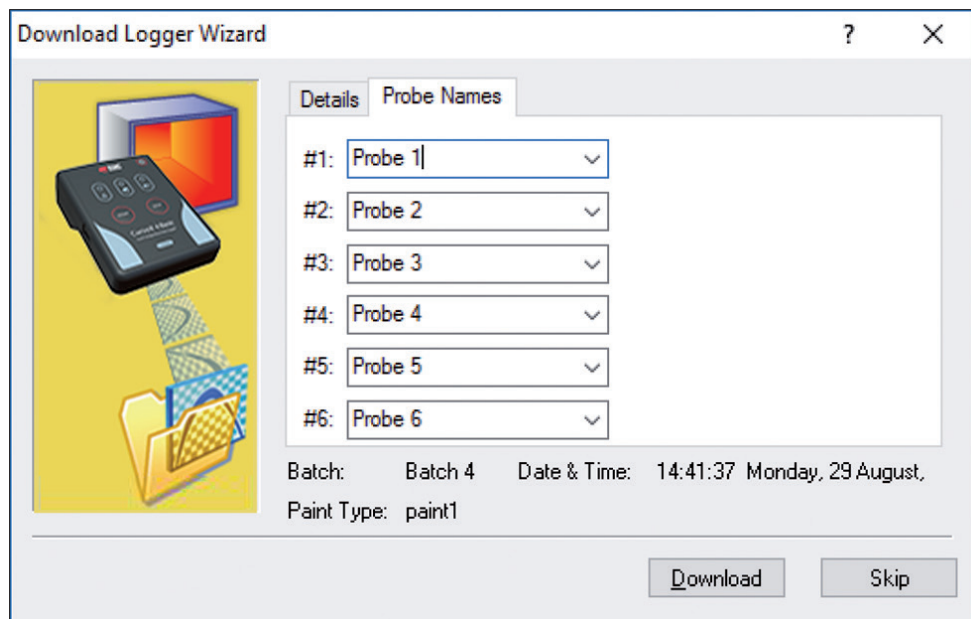 Download Logger Wizard ?
Details Probe Names
#1: Probe 1
#2: Probe 2
#3: Probe 3
#4: Probe 4
#5: Probe 5
#6: Probe 6
Batch: Batch 4 Date & Time: 14:41:37 Monday, 29 August,
Paint Type: paint1
Download Skip